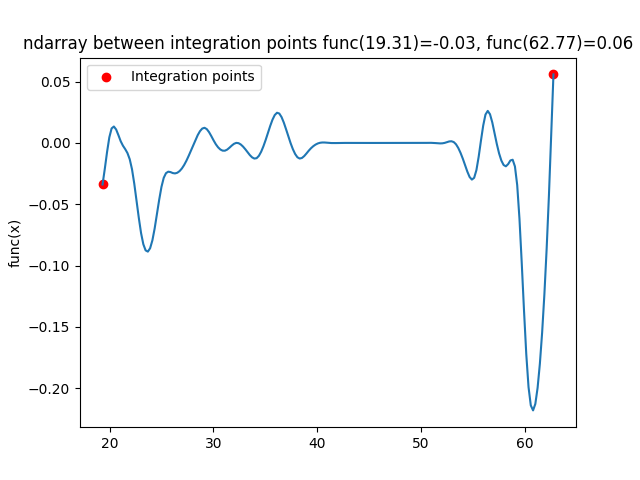 ndarray between integration points func(19.31)=-0.03, func(62.77)=0.06
Integration points
func(x)
0.05
0.00
−0.05
−0.10
−0.15
−0.20
20 30 40 50 60